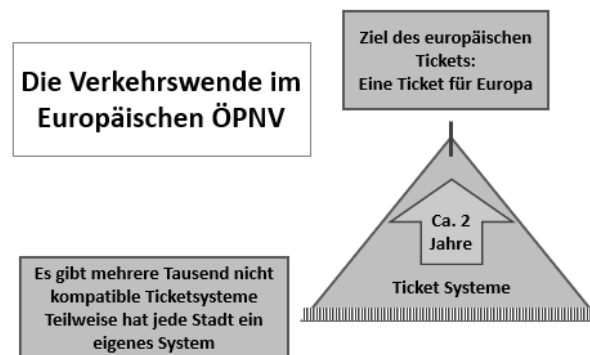 Die Verkehrswende im
Europäischen ÖPNV
Ziel des europäischen
Tickets:
Eine Ticket für Europa
Ca. 2
Jahre
Ticket Systeme
Es gibt mehrere Tausend nicht
kompatible Ticketsysteme
Teilweise hat jede Stadt ein
eigenes System